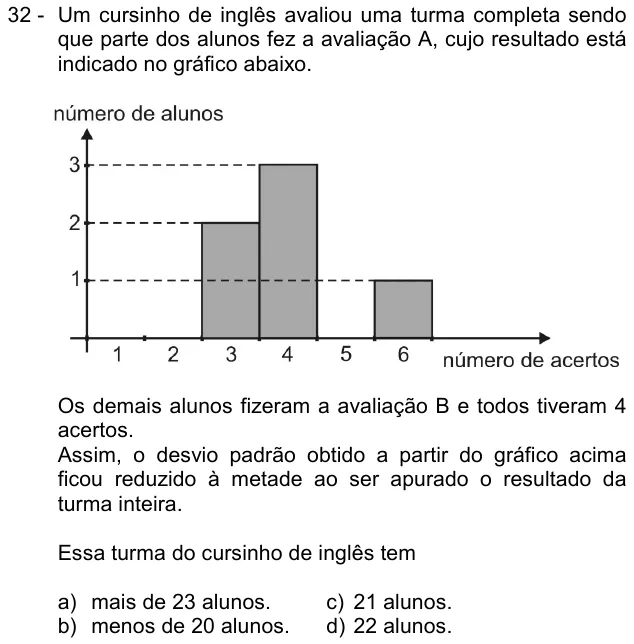 32 - Um cursinho de inglês avaliou uma turma completa sendo
que parte dos alunos fez a avaliação A, cujo resultado está
indicado no gráfico abaixo.
número de alunos
3
2
1
1 2 3 4 5 6 número de acertos
Os demais alunos fizeram a avaliação B e todos tiveram 4
acertos.
Assim, o desvio padrão obtido a partir do gráfico acima
ficou reduzido à metade ao ser apurado o resultado da
turma inteira.
Essa turma do cursinho de inglês tem
a) mais de 23 alunos. c) 21 alunos.
b) menos de 20 alunos. d) 22 alunos.